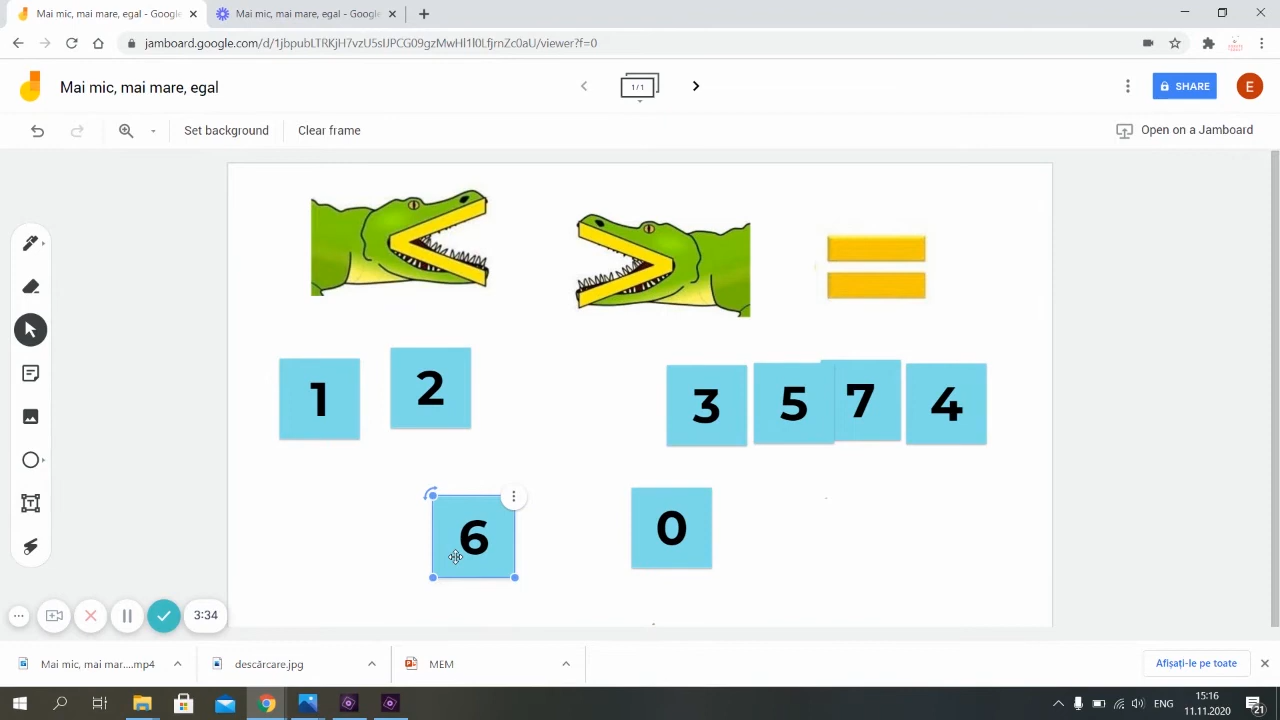 Mai mic, mai mare, egal - Google
Mai mic, mai mare, egal - Google
jamboard.google.com/d/1jbpubLTRKjH7vzU5slJPCG09gzMwHl1l0LfjrnZc0aU/viewer?f=0
Mai mic, mai mare, egal
1/1
SHARE
E
Set background
Clear frame
Open on a Jamboard
1
2
3
5
7
4
6
0
3:34
Mai mic, mai mar....mp4
descărcare.jpg
MEM
Afișați-le pe toate
ENG
15:16
11.11.2020
21